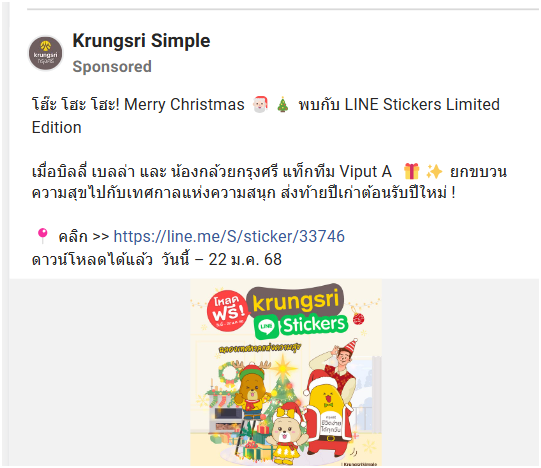 krungsri
กรุงศรี
Krungsri Simple
Sponsored
โฮ๊ะ โฮะ โฮะ! Merry Christmas 🎅🏻 🎄 พบกับ LINE Stickers Limited
Edition
เมื่อบิลลี่ เบลล่า และ น้องกล้วยกรุงศรี แท็กทีม Viput A 🎁 ✨ ยกขบวน
ความสุขไปกับเทศกาลแห่งความสนุก ส่งท้ายปีเก่าต้อนรับปีใหม่ !
📍 คลิก >> https://line.me/S/sticker/33746
ดาวน์โหลดได้แล้ว วันนี้ – 22 ม.ค. 68
โหลด
ฟรี!
krungsri
LINE
Stickers
Krungsri Simple